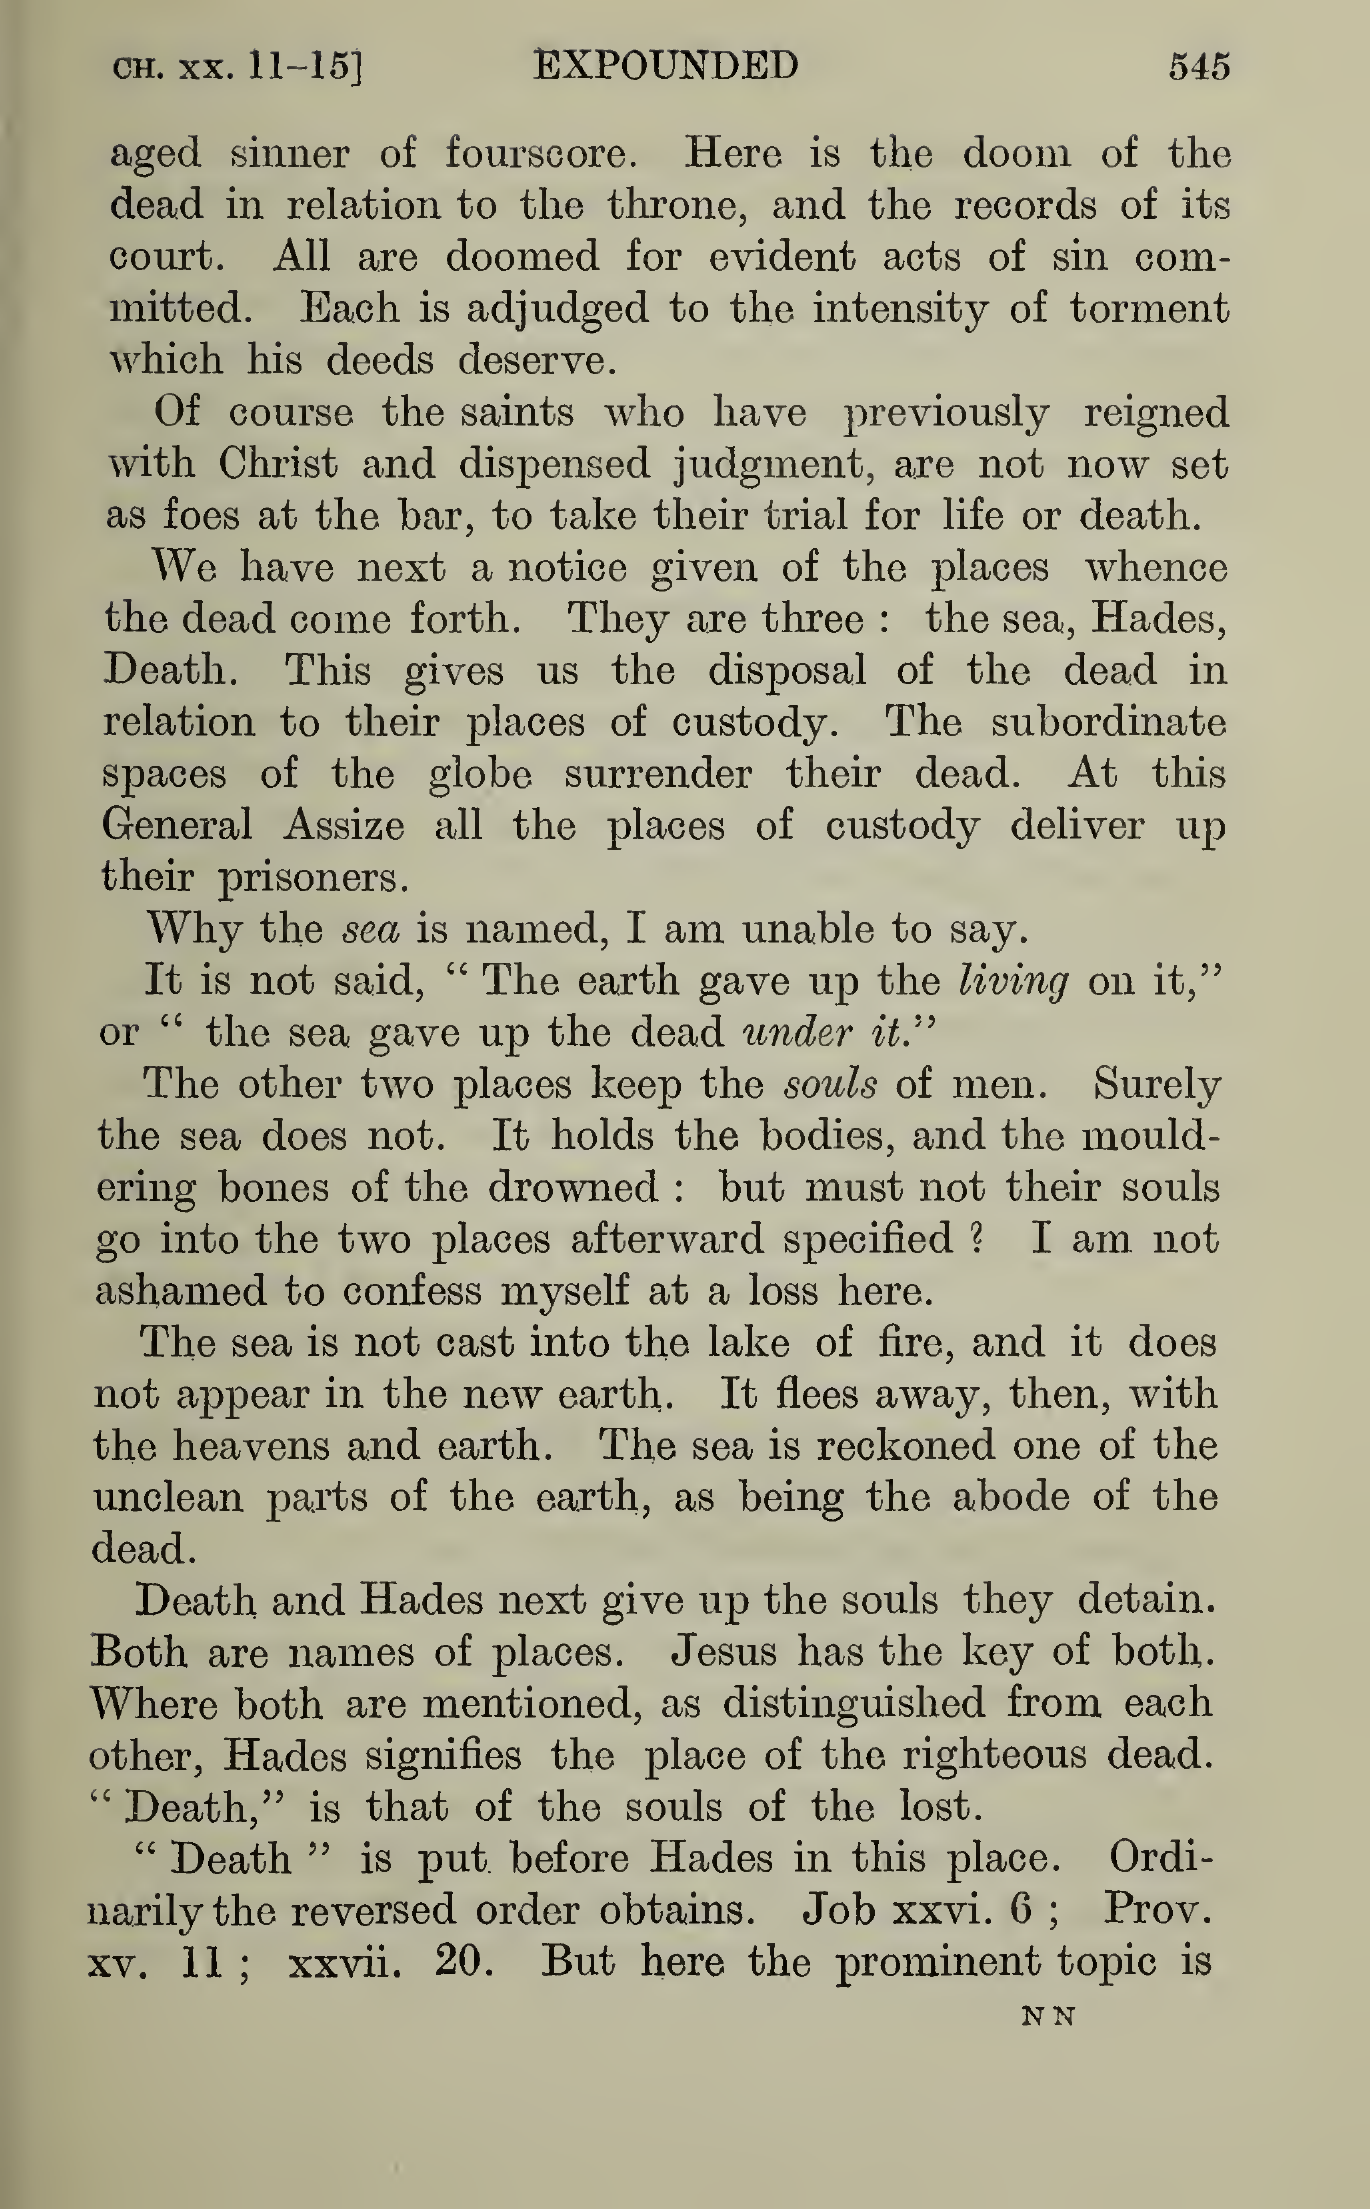 CH. XX. 11–15] EXPOUNDED 545
aged sinner of fourscore. Here is the doom of the
dead in relation to the throne, and the records of its
court. All are doomed for evident acts of sin com-
mitted. Each is adjudged to the intensity of torment
which his deeds deserve.
Of course the saints who have previously reigned
with Christ and dispensed judgment, are not now set
as foes at the bar, to take their trial for life or death.
We have next a notice given of the places whence
the dead come forth. They are three : the sea, Hades,
Death. This gives us the disposal of the dead in
relation to their places of custody. The subordinate
spaces of the globe surrender their dead. At this
General Assize all the places of custody deliver up
their prisoners.
Why the sea is named, I am unable to say.
It is not said, “ The earth gave up the living on it,”
or “ the sea gave up the dead under it.”
The other two places keep the souls of men. Surely
the sea does not. It holds the bodies, and the mould-
ering bones of the drowned : but must not their souls
go into the two places afterward specified ? I am not
ashamed to confess myself at a loss here.
The sea is not cast into the lake of fire, and it does
not appear in the new earth. It flees away, then, with
the heavens and earth. The sea is reckoned one of the
unclean parts of the earth, as being the abode of the
dead.
Death and Hades next give up the souls they detain.
Both are names of places. Jesus has the key of both.
Where both are mentioned, as distinguished from each
other, Hades signifies the place of the righteous dead.
“ Death,” is that of the souls of the lost.
“ Death ” is put before Hades in this place. Ordi-
narily the reversed order obtains. Job xxvi. 6 ; Prov.
xv. 11 ; xxvii. 20. But here the prominent topic is
N N